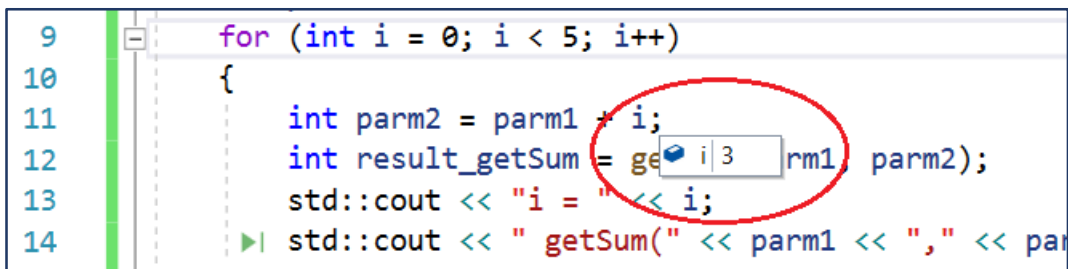 9 for (int i = 0; i < 5; i++)
10 {
11 int parm2 = parm1 + i;
12 int result_getSum = ge i 3 rm1, parm2);
13 std::cout << "i = " << i;
14 std::cout << " getSum(" << parm1 << "," << par